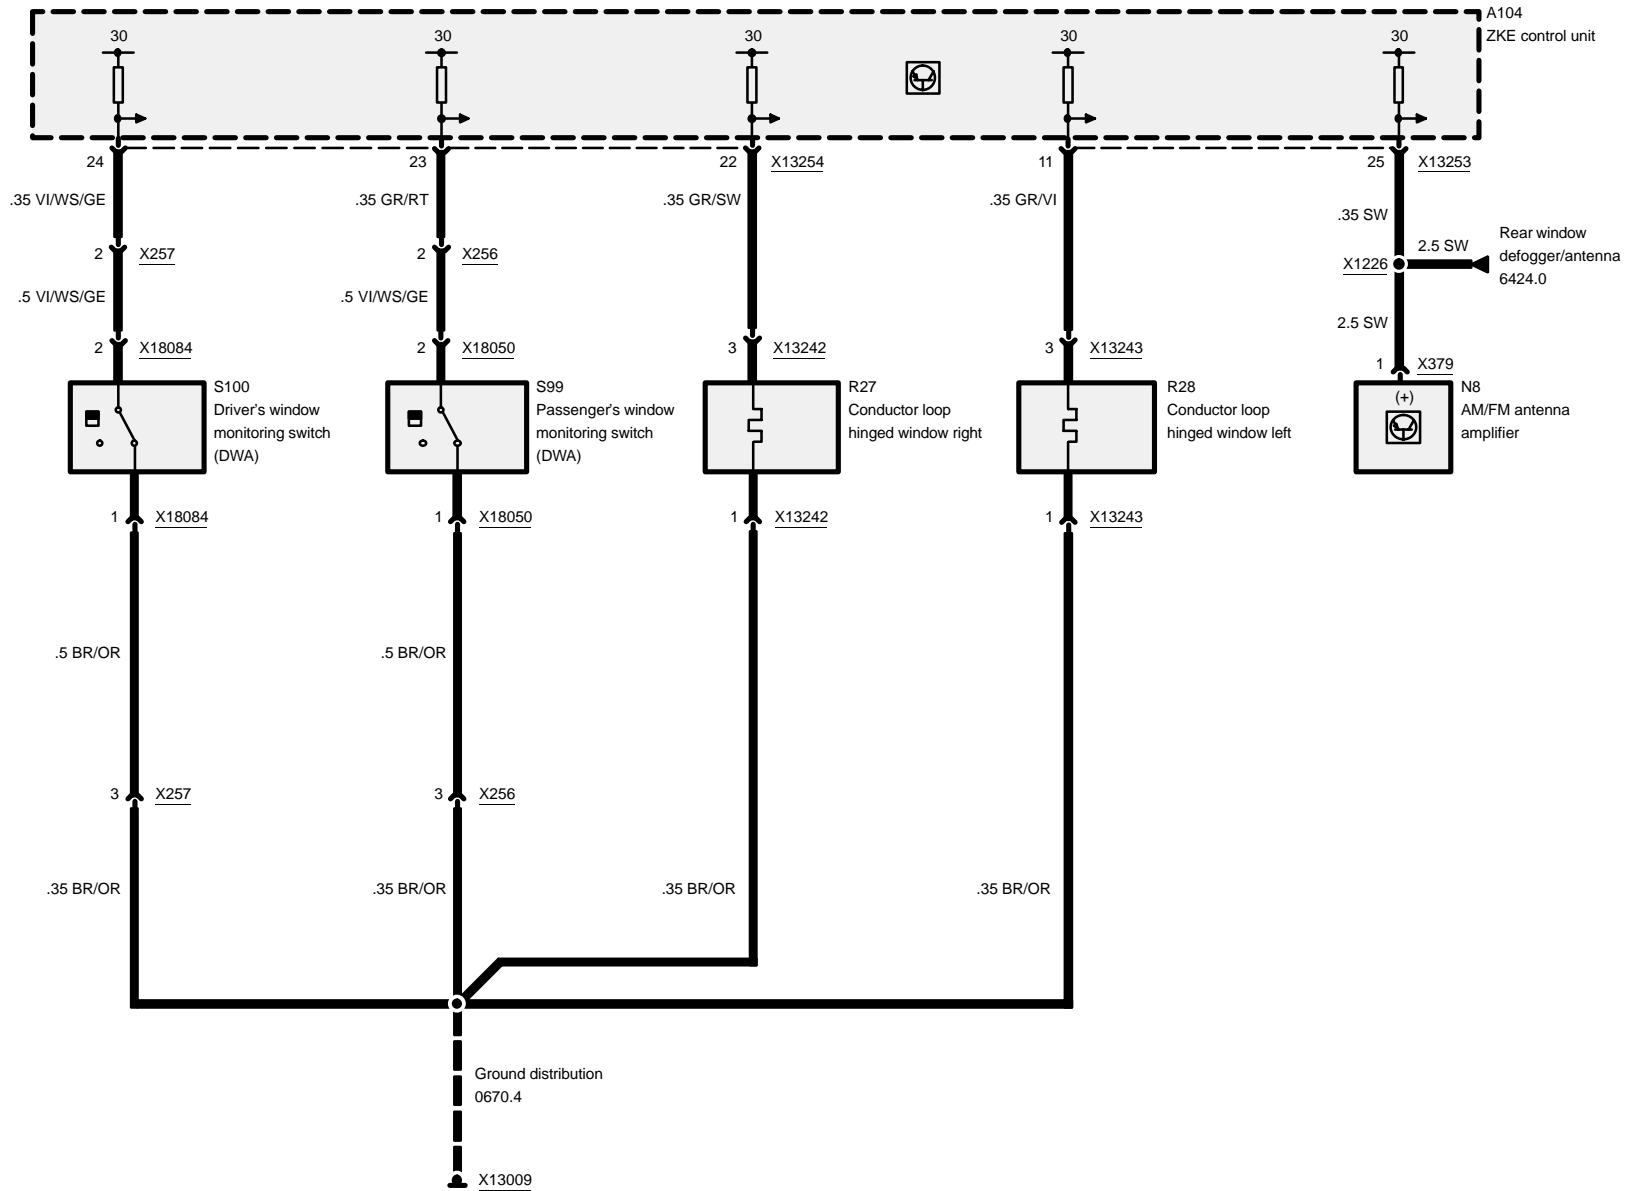 A104
ZKE control unit
30 30 30 30 30
24 23 22 X13254 11 25 X13253
.35 VI/WS/GE .35 GR/RT .35 GR/SW .35 GR/VI .35 SW
Rear window
defogger/antenna
6424.0
2.5 SW
X1226
2 X257 2 X256
.5 VI/WS/GE .5 VI/WS/GE 2.5 SW
2 X18084 2 X18050 3 X13242 3 X13243 1 X379
S100
Driver's window
monitoring switch
(DWA)
S99
Passenger's window
monitoring switch
(DWA)
R27
Conductor loop
hinged window right
R28
Conductor loop
hinged window left
(+)
N8
AM/FM antenna
amplifier
1 X18084 1 X18050 1 X13242 1 X13243
.5 BR/OR .5 BR/OR
3 X257 3 X256
.35 BR/OR .35 BR/OR .35 BR/OR .35 BR/OR
Ground distribution
0670.4
X13009